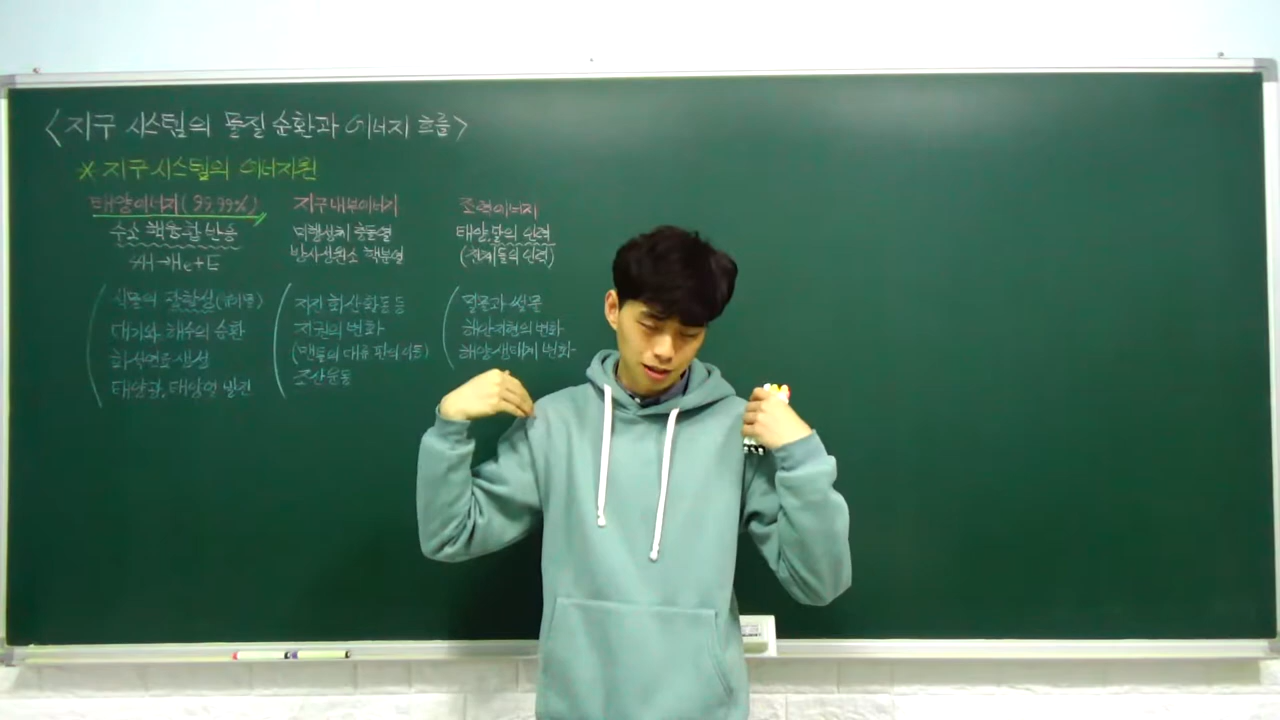 <지구 시스템의 물질 순환과 에너지 흐름>
* 지구시스템의 에너지원
태양에너지(99.99%)
수소 핵융합 반응
4H→He+E
식물의 광합성
대기와 해수의 순환
화석연료 생성
태양광, 태양열 발전
지구내부에너지
미행성체 충돌열
방사성원소 핵분열
지진 화산활동 등
지권의 변화
(맨틀의 대류 판의 이동)
조산운동
조력에너지
태양, 달의 인력
(천체들의 인력)
밀물과 썰물
해안지형의 변화
해양생태계 변화